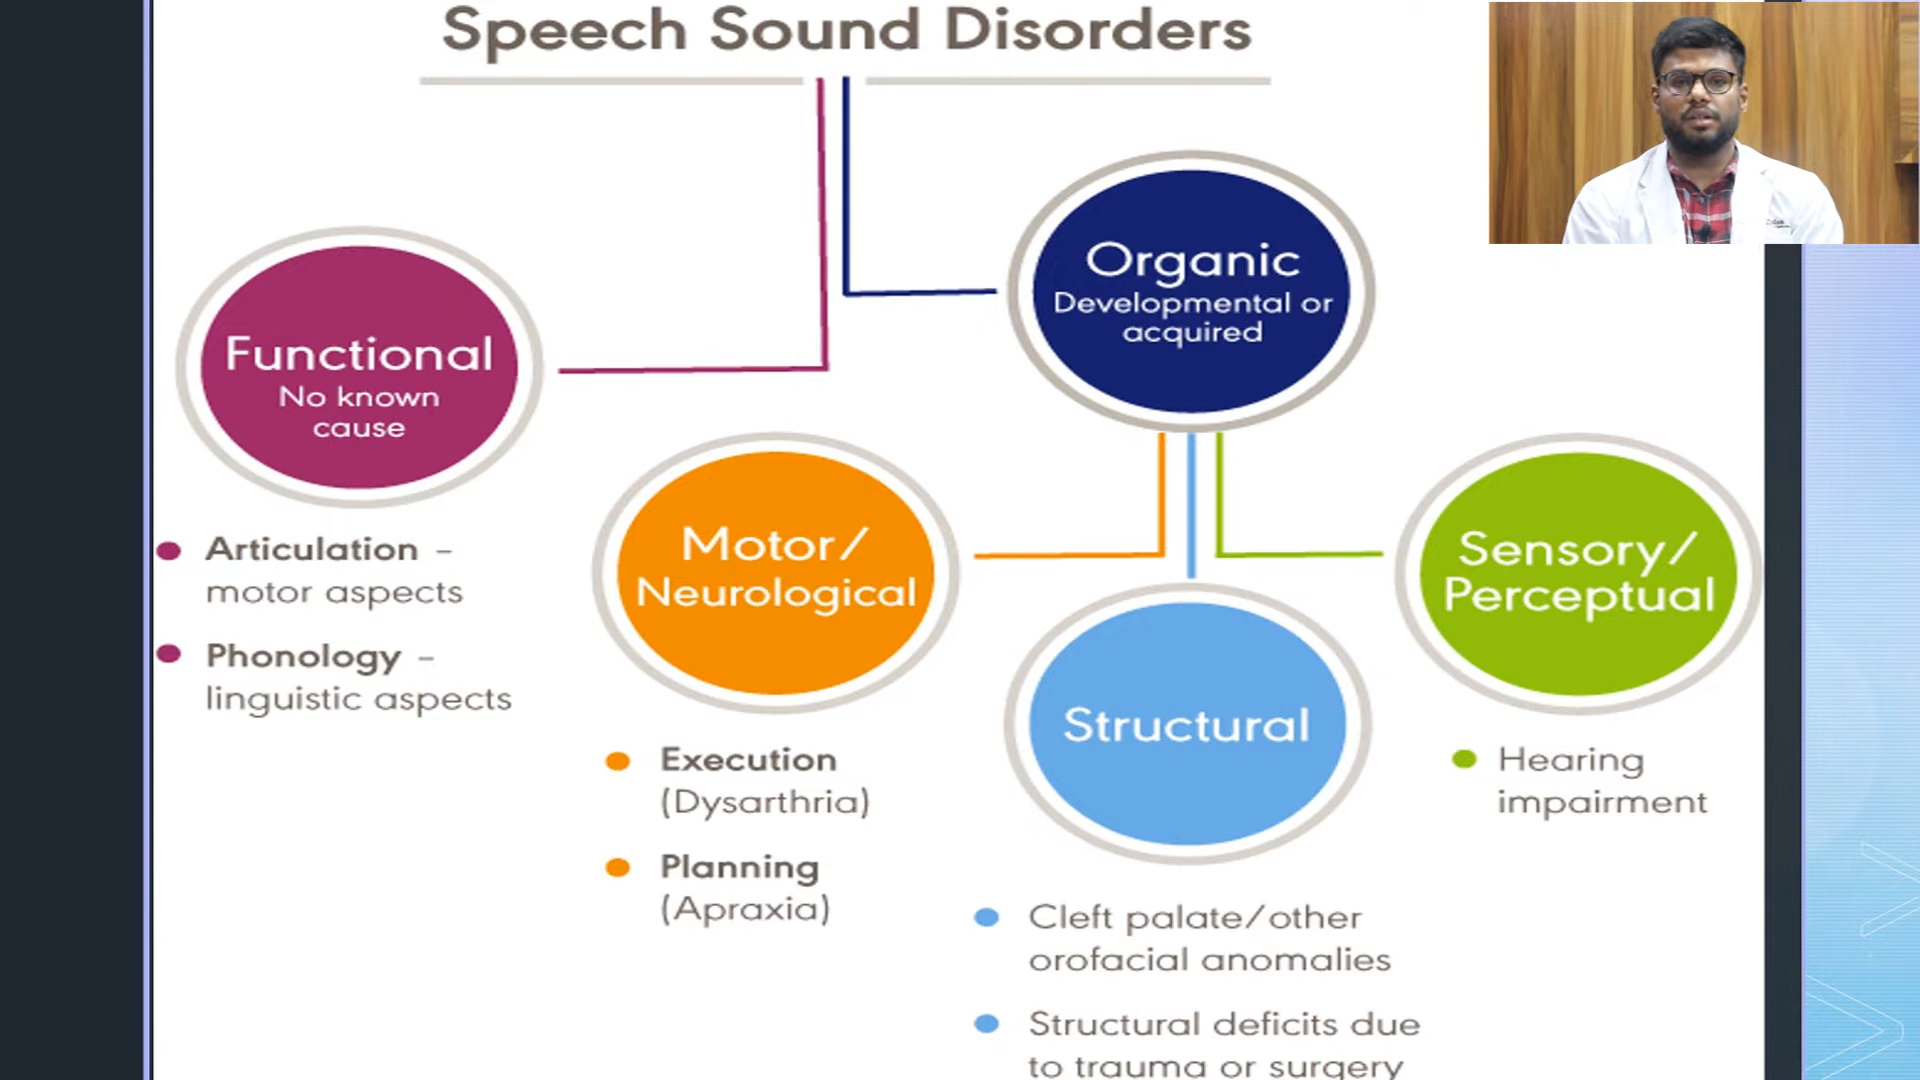 Speech Sound Disorders
Organic
Developmental or
acquired
Functional
No known
cause
Articulation –
motor aspects
Phonology –
linguistic aspects
Motor/
Neurological
Execution
(Dysarthria)
Planning
(Apraxia)
Structural
Cleft palate/other
orofacial anomalies
Structural deficits due
to trauma or surgery
Sensory/
Perceptual
Hearing
impairment